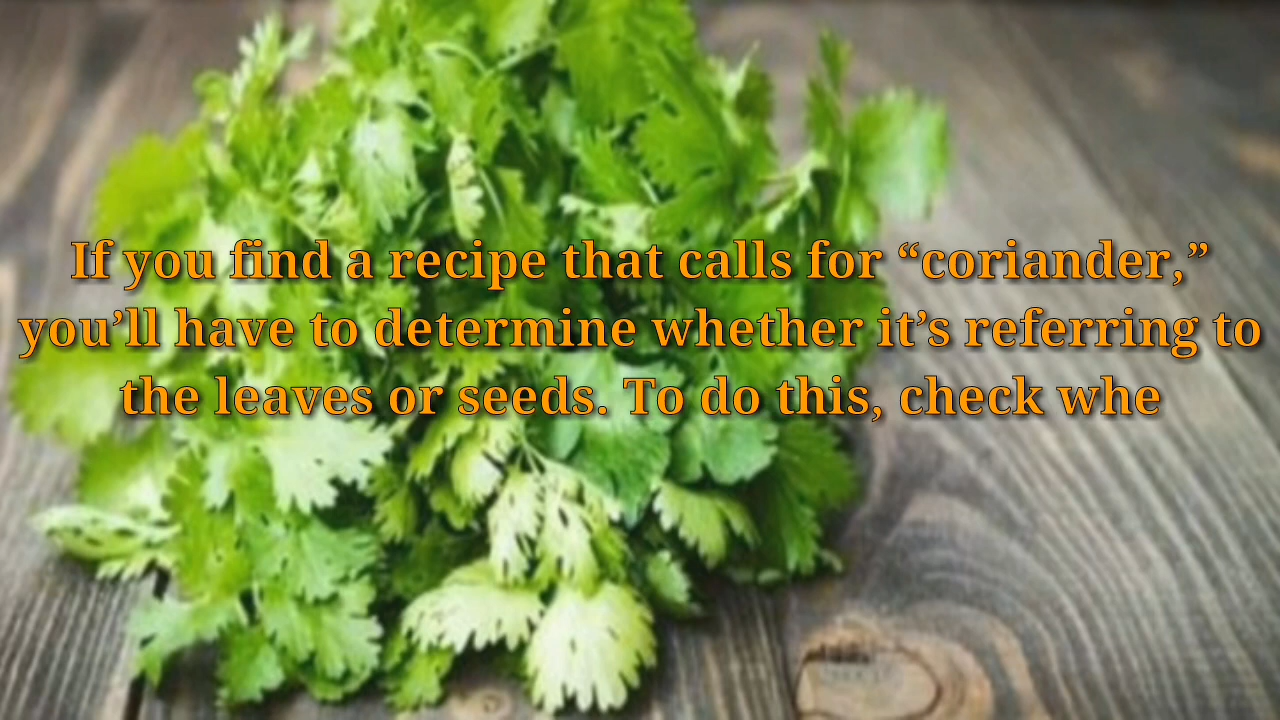 If you find a recipe that calls for “coriander,”
you’ll have to determine whether it’s referring to
the leaves or seeds. To do this, check whe